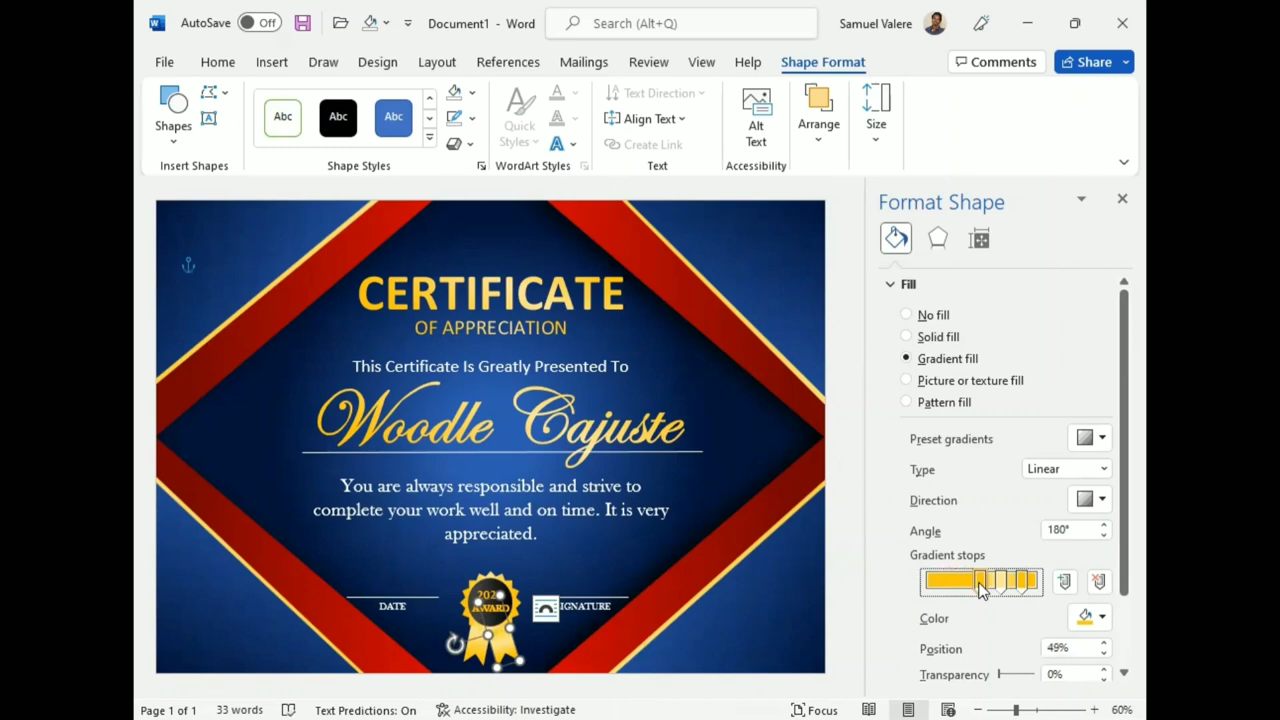 AutoSave Off Document1 - Word Search (Alt+Q) Samuel Valere
File Home Insert Draw Design Layout References Mailings Review View Help Shape Format Comments Share
Shapes
Insert Shapes
Abc Abc Abc
Shape Styles
Quick
Styles
WordArt Styles
Text Direction
Align Text
Create Link
Text
Alt
Text
Accessibility
Arrange
Size
CERTIFICATE
OF APPRECIATION
This Certificate Is Greatly Presented To
Woodle Cajuste
You are always responsible and strive to
complete your work well and on time. It is very
appreciated.
DATE
AWARD
Format Shape
Fill
No fill
Solid fill
Gradient fill
Picture or texture fill
Pattern fill
Preset gradients
Type Linear
Direction
Angle 180°
Gradient stops
Color
Position 49%
Transparency 0%
Page 1 of 1 33 words Text Predictions: On Accessibility: Investigate Focus 60%